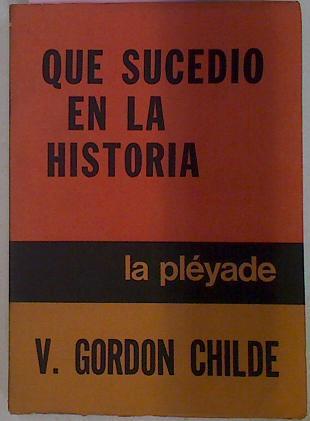 QUE SUCEDIO
EN LA
HISTORIA
la pléyade
V. GORDON CHILDE